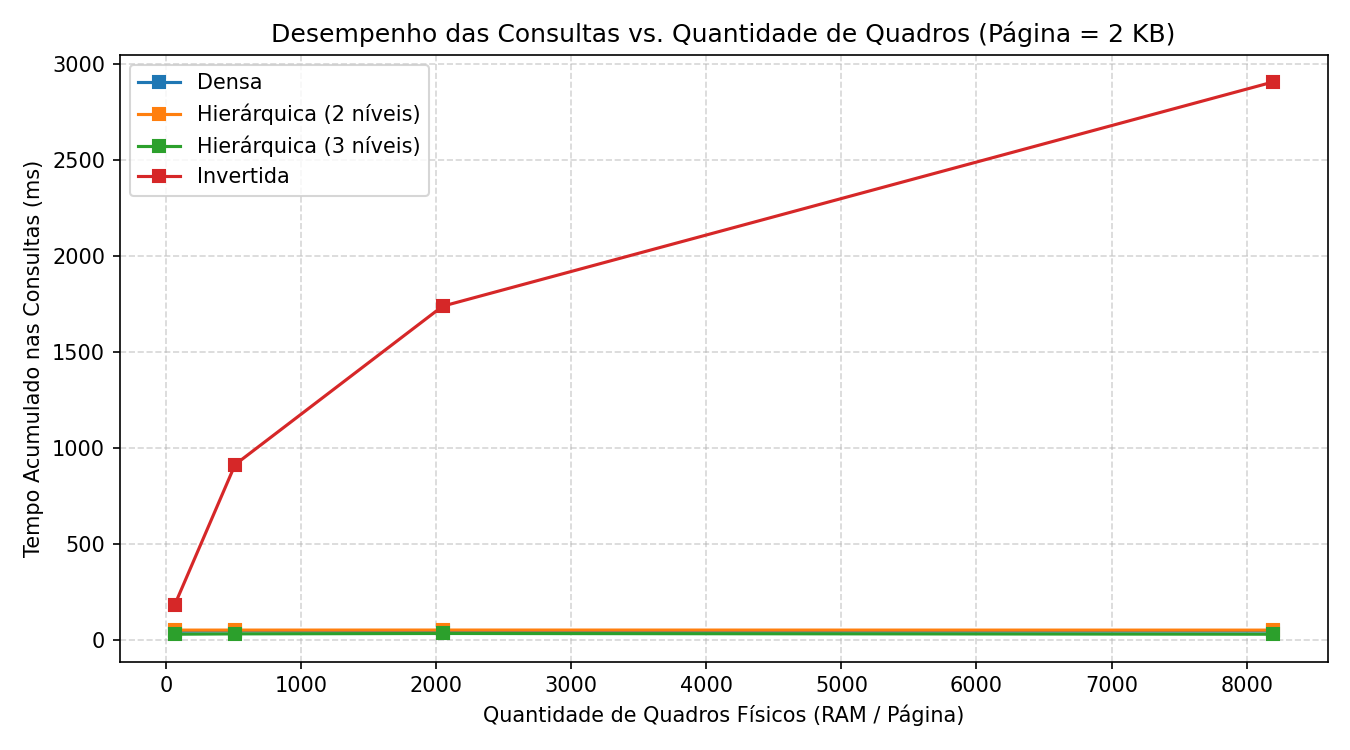 Desempenho das Consultas vs. Quantidade de Quadros (Página = 2 KB)
Densa
Hierárquica (2 níveis)
Hierárquica (3 níveis)
Invertida
Tempo Acumulado nas Consultas (ms)
3000
2500
2000
1500
1000
500
0
0 1000 2000 3000 4000 5000 6000 7000 8000
Quantidade de Quadros Físicos (RAM / Página)